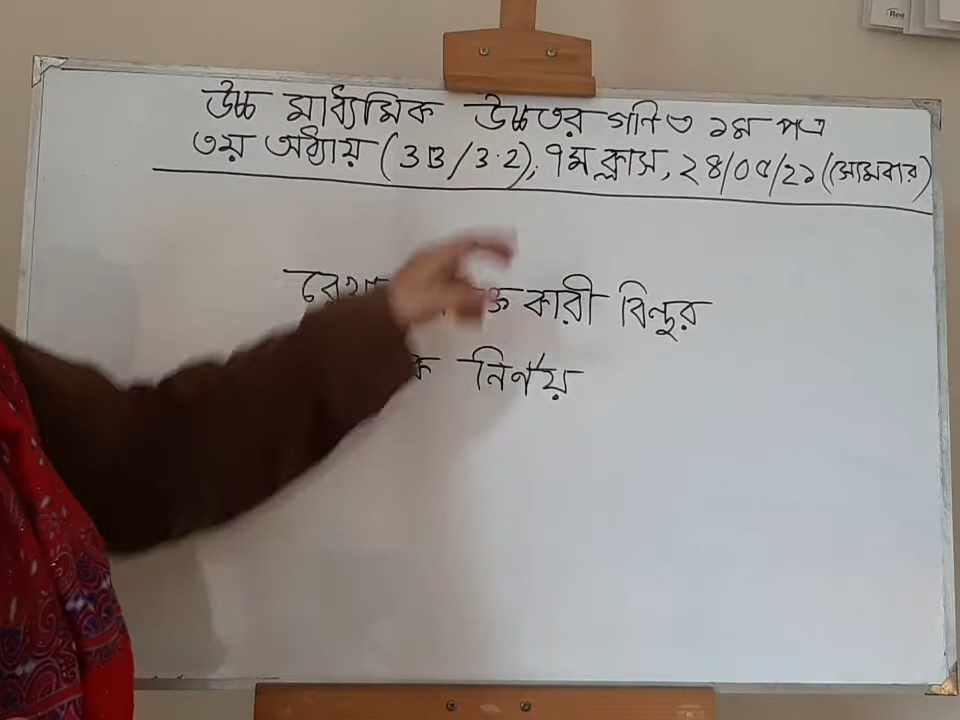 উচ্চ মাধ্যমিক উচ্চতর গনিত ১ম পত্র
৩য় অধ্যায় (3B/3.2), ৭ম ক্লাস, ২৪/০৫/২১ (সোমবার)
কারী বিন্দুর
নির্ণয়